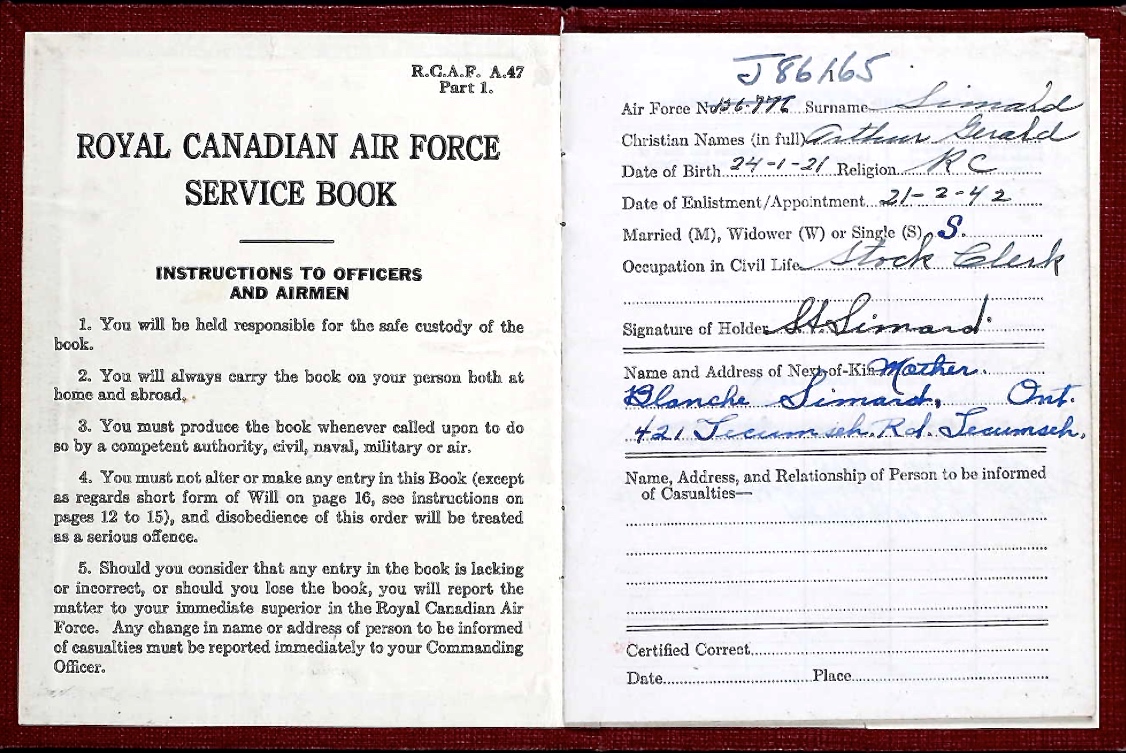 R.C.A.F. A.47
Part 1.
ROYAL CANADIAN AIR FORCE
SERVICE BOOK
INSTRUCTIONS TO OFFICERS
AND AIRMEN
1. You will be held responsible for the safe custody of the
book.
2. You will always carry the book on your person both at
home and abroad.
3. You must produce the book whenever called upon to do
so by a competent authority, civil, naval, military or air.
4. You must not alter or make any entry in this Book (except
as regards short form of Will on page 16, see instructions on
pages 12 to 15), and disobedience of this order will be treated
as a serious offence.
5. Should you consider that any entry in the book is lacking
or incorrect, or should you lose the book, you will report the
matter to your immediate superior in the Royal Canadian Air
Force. Any change in name or address of person to be informed
of casualties must be reported immediately to your Commanding
Officer.
J86165
Air Force No. Surname Simard
Christian Names (in full) Arthur Gerald
Date of Birth 24-1-21 Religion R C
Date of Enlistment/Appointment 21-2-42
Married (M), Widower (W) or Single (S) S.
Occupation in Civil Life Stock Clerk
Signature of Holder Simard
Name and Address of Next-of-Kin Mother.
Blanche Simard, Ont.
421 Tecumseh Rd. Tecumseh.
Name, Address, and Relationship of Person to be informed
of Casualties—
Certified Correct
Date Place